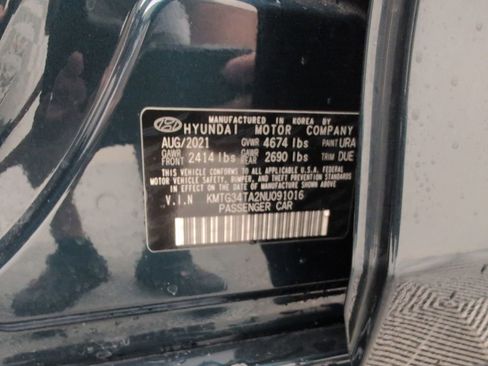 MANUFACTURED IN KOREA BY
HYUNDAI MOTOR COMPANY
AUG/2021 GVWR 4674 lbs PAINT URA
GAWR FRONT 2414 lbs GAWR REAR 2690 lbs TRIM DUE
THIS VEHICLE CONFORMS TO ALL APPLICABLE U.S.A. FEDERAL
MOTOR VEHICLE SAFETY, BUMPER, AND THEFT PREVENTION
STANDARDS IN EFFECT ON THE DATE OF MANUFACTURE SHOWN ABOVE.
V.I.N KMTG34TA2NU091016
PASSENGER CAR